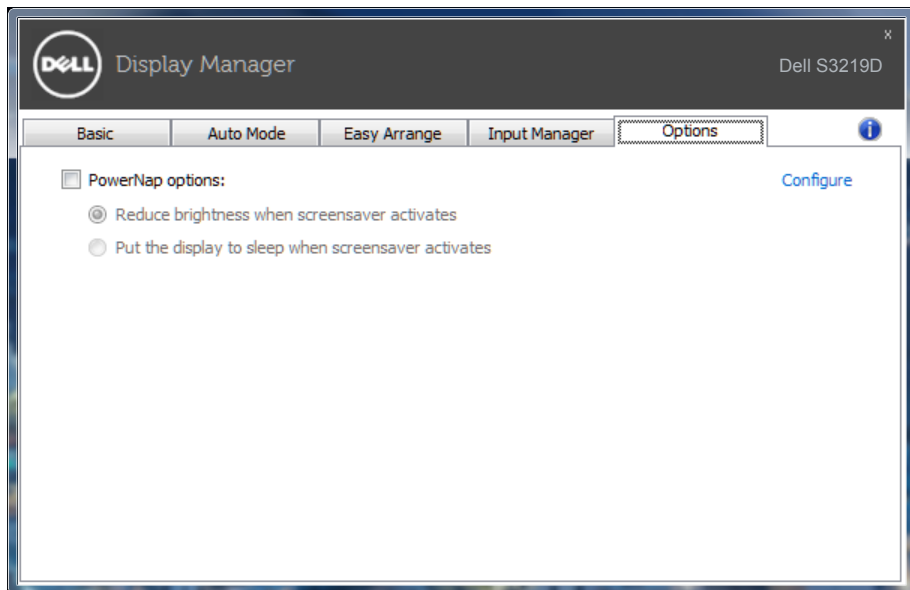 x
DELL Display Manager
Dell S3219D
Basic Auto Mode Easy Arrange Input Manager Options i
PowerNap options: Configure
Reduce brightness when screensaver activates
Put the display to sleep when screensaver activates